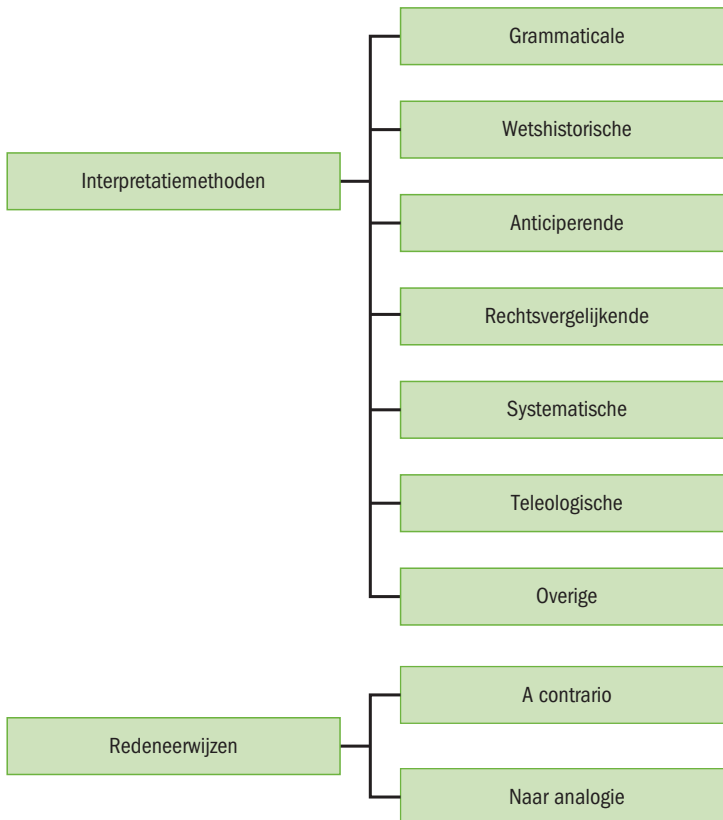 Grammaticale
Wetshistorische
Interpretatiemethoden
Anticiperende
Rechtsvergelijkende
Systematische
Teleologische
Overige
A contrario
Redeneerwijzen
Naar analogie